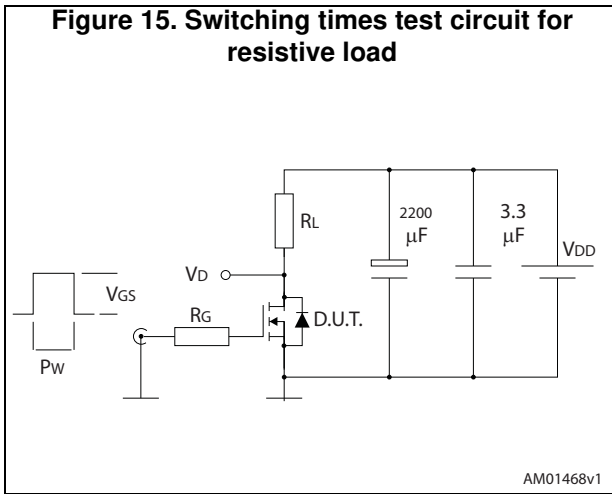 Figure 15. Switching times test circuit for
resistive load
RL
2200
μF
3.3
μF
VDD
VD
VGS
RG
D.U.T.
PW
AM01468v1